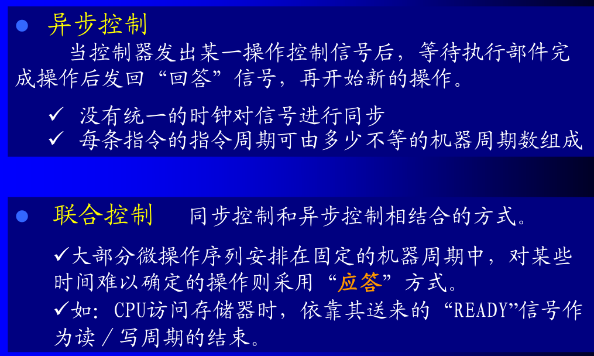 ● 异步控制
当控制器发出某一操作控制信号后，等待执行部件完
成操作后发回“回答”信号，再开始新的操作。
✓ 没有统一的时钟对信号进行同步
✓ 每条指令的指令周期可由多少不等的机器周期数组成
● 联合控制 同步控制和异步控制相结合的方式。
✓大部分微操作序列安排在固定的机器周期中，对某些
时间难以确定的操作则采用“应答”方式。
✓如：CPU访问存储器时，依靠其送来的“READY”信号作
为读／写周期的结束。